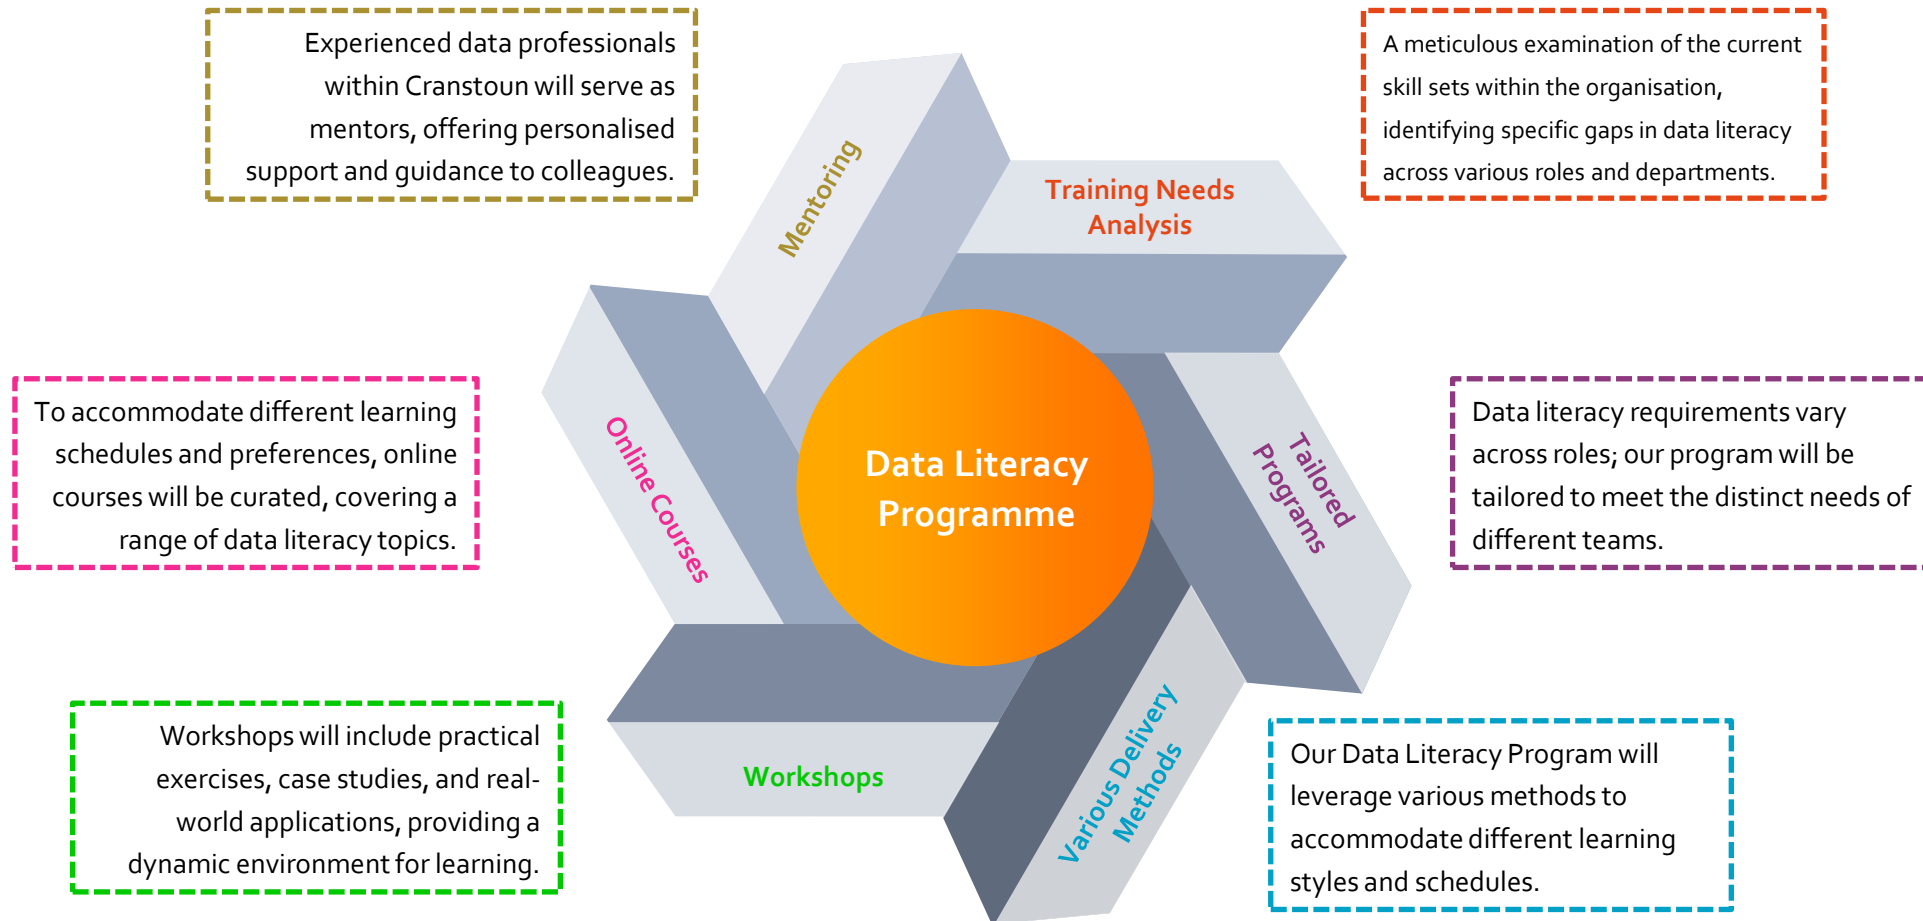 Experienced data professionals
within Cranstoun will serve as
mentors, offering personalised
support and guidance to colleagues.
A meticulous examination of the current
skill sets within the organisation,
identifying specific gaps in data literacy
across various roles and departments.
Mentoring
Training Needs
Analysis
To accommodate different learning
schedules and preferences, online
courses will be curated, covering a
range of data literacy topics.
Online Courses
Data Literacy
Programme
Tailored
Programs
Data literacy requirements vary
across roles; our program will be
tailored to meet the distinct needs of
different teams.
Workshops will include practical
exercises, case studies, and real-
world applications, providing a
dynamic environment for learning.
Workshops
Various Delivery
Methods
Our Data Literacy Program will
leverage various methods to
accommodate different learning
styles and schedules.